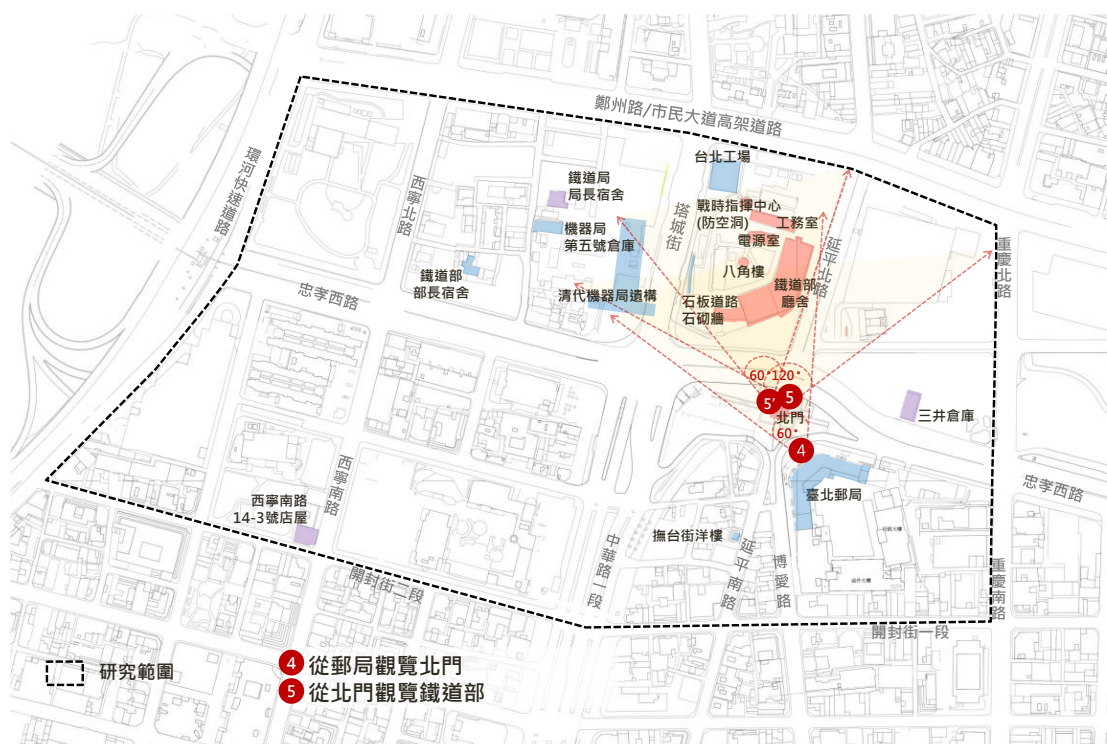 鄭州路/市民大道高架道路
環河快速道路
西寧北路
台北工場
鐵道局
局長宿舍
塔城街
戰時指揮中心
(防空洞)
工務室
延平北路
機器局
第五號倉庫
電源室
重慶北路
八角樓
鐵道部
部長宿舍
鐵道部
廳舍
忠孝西路
清代機器局遺構
石板道路
石砌牆
60°
120°
5'
5
北門
三井倉庫
60°
4
忠孝西路
西寧南路
西寧南路
14-3號店屋
臺北郵局
撫台街洋樓
中華路一段
延平南路
博愛路
重慶南路
開封街二段
開封街一段
研究範圍
4 從郵局觀覽北門
5 從北門觀覽鐵道部